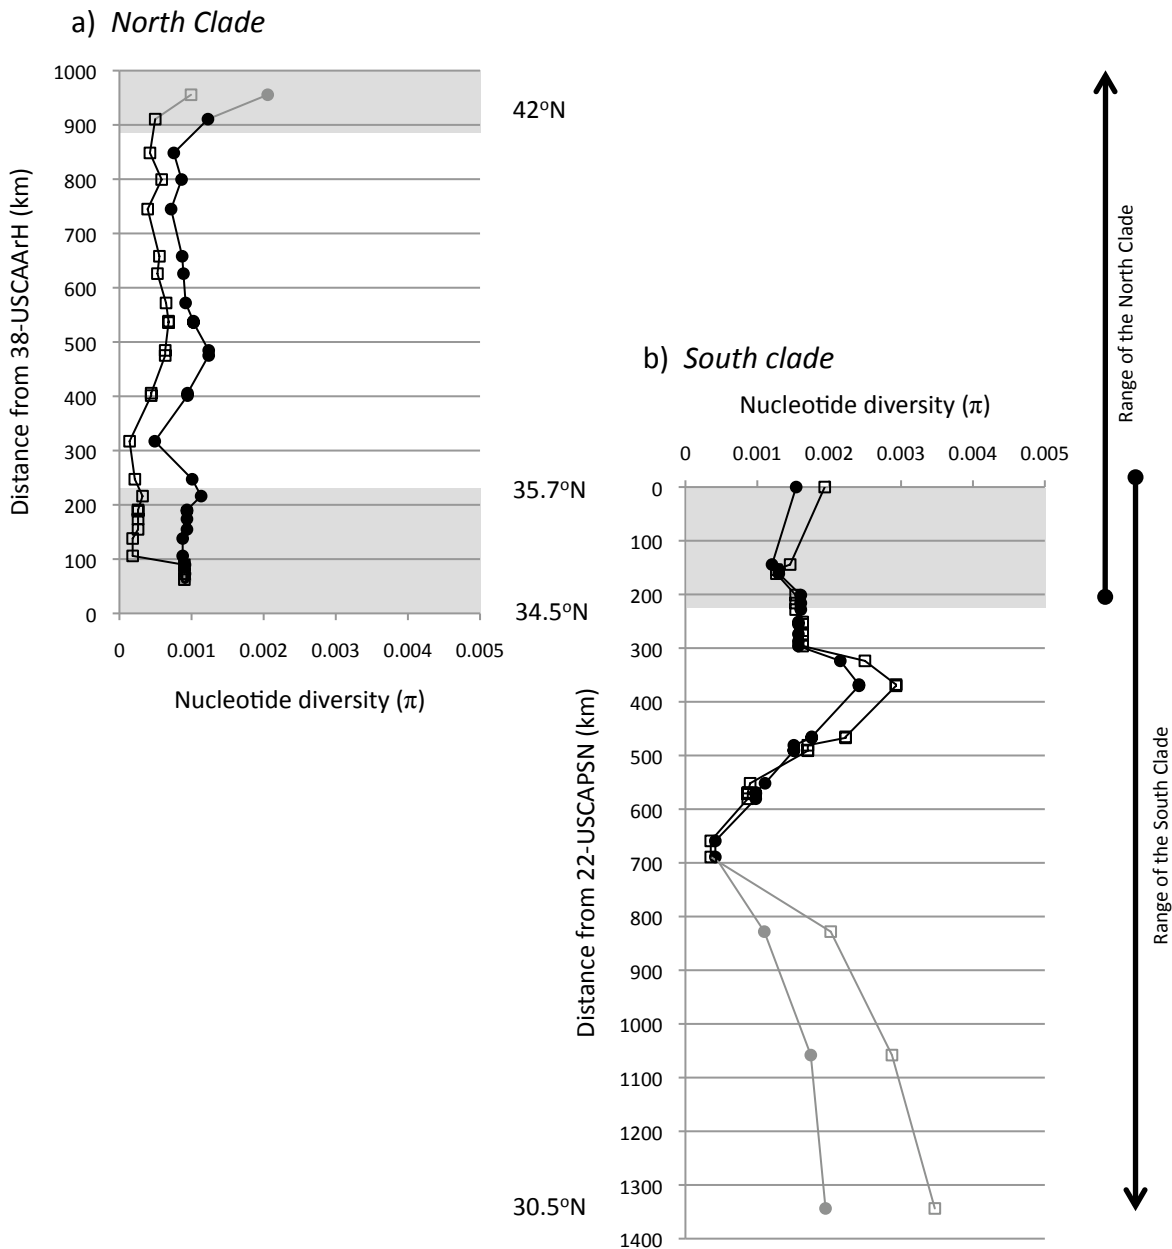 a) North Clade
1000
900
800
700
600
500
400
300
200
100
0
Distance from 38-USCAArH (km)
0 0.001 0.002 0.003 0.004 0.005
Nucleotide diversity (π)
42°N
35.7°N
34.5°N
30.5°N
b) South clade
Nucleotide diversity (π)
0 0.001 0.002 0.003 0.004 0.005
0
100
200
300
400
500
600
700
800
900
1000
1100
1200
1300
1400
Distance from 22-USCAPSN (km)
Range of the North Clade
Range of the South Clade